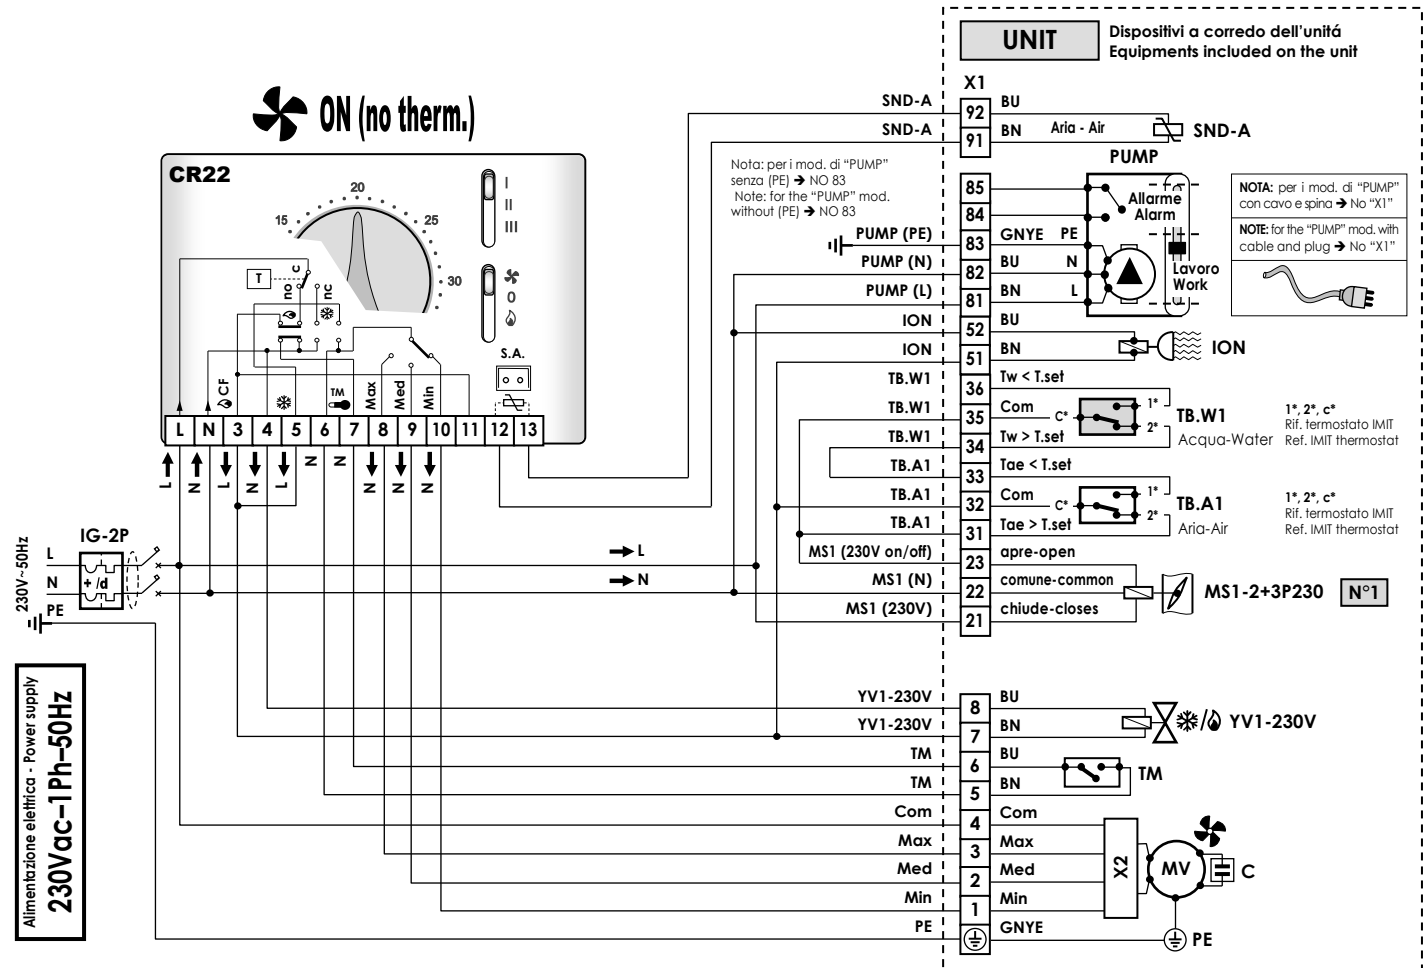 UNIT
Dispositivi a corredo dell'unitá
Equipments included on the unit
X1
ON (no therm.)
CR22
15
20
25
30
I
II
III
0
T
c
no
nc
S.A.
CF
TM
Max
Med
Min
L N 3 4 5 6 7 8 9 10 11 12 13
L
N
L
N
L
N
N
N
N
N
Nota: per i mod. di "PUMP"
senza (PE) ➔ NO 83
Note: for the "PUMP" mod.
without (PE) ➔ NO 83
SND-A 92 BU
SND-A 91 BN
Aria - Air
SND-A
PUMP
85
84
Allarme
Alarm
PUMP (PE) 83 GNYE PE
PUMP (N) 82 BU N
PUMP (L) 81 BN L
Lavoro
Work
NOTA: per i mod. di "PUMP"
con cavo e spina ➔ No "X1"
NOTE: for the "PUMP" mod. with
cable and plug ➔ No "X1"
ION 52 BU
ION 51 BN
ION
TB.W1 36 Tw < T.set
TB.W1 35 Com
TB.W1 34 Tw > T.set
C*
1*
2*
TB.W1
Acqua-Water
1*, 2*, c*
Rif. termostato IMIT
Ref. IMIT thermostat
TB.A1 33 Tae < T.set
TB.A1 32 Com
TB.A1 31 Tae > T.set
C*
1*
2*
TB.A1
Aria-Air
1*, 2*, c*
Rif. termostato IMIT
Ref. IMIT thermostat
MS1 (230V on/off) 23 apre-open
MS1 (N) 22 comune-common
MS1 (230V) 21 chiude-closes
MS1-2+3P230
N°1
IG-2P
230V~50Hz
L
N
PE
+ /d
➔ L
➔ N
Alimentazione elettrica - Power supply
230Vac–1Ph–50Hz
YV1-230V 8 BU
YV1-230V 7 BN
/ YV1-230V
TM 6 BU
TM 5 BN
TM
Com 4 Com
Max 3 Max
Med 2 Med
Min 1 Min
PE GNYE
X2
MV
C
PE